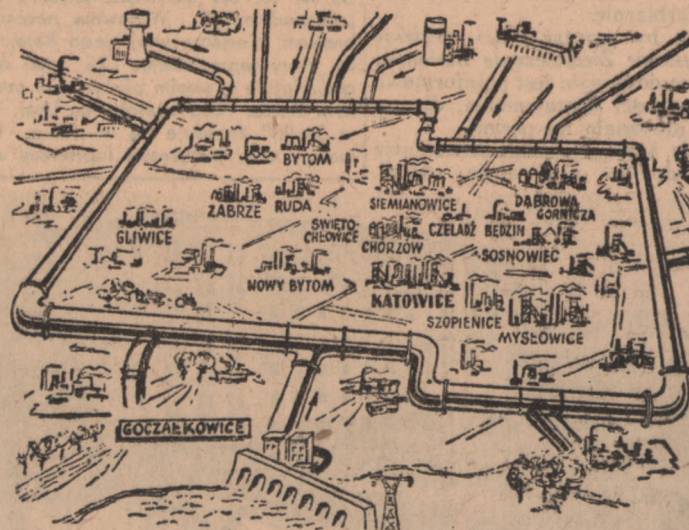 BYTOM
ZABRZE
RUDA
SIEMIANOWICE
DĄBROWA
GÓRNICZA
GLIWICE
ŚWIĘTO-
CHŁOWICE
CHORZÓW
CZELADŹ
BĘDZIN
SOSNOWIEC
NOWY BYTOM
KATOWICE
SZOPIENICE
MYSŁOWICE
GOCZAŁKOWICE